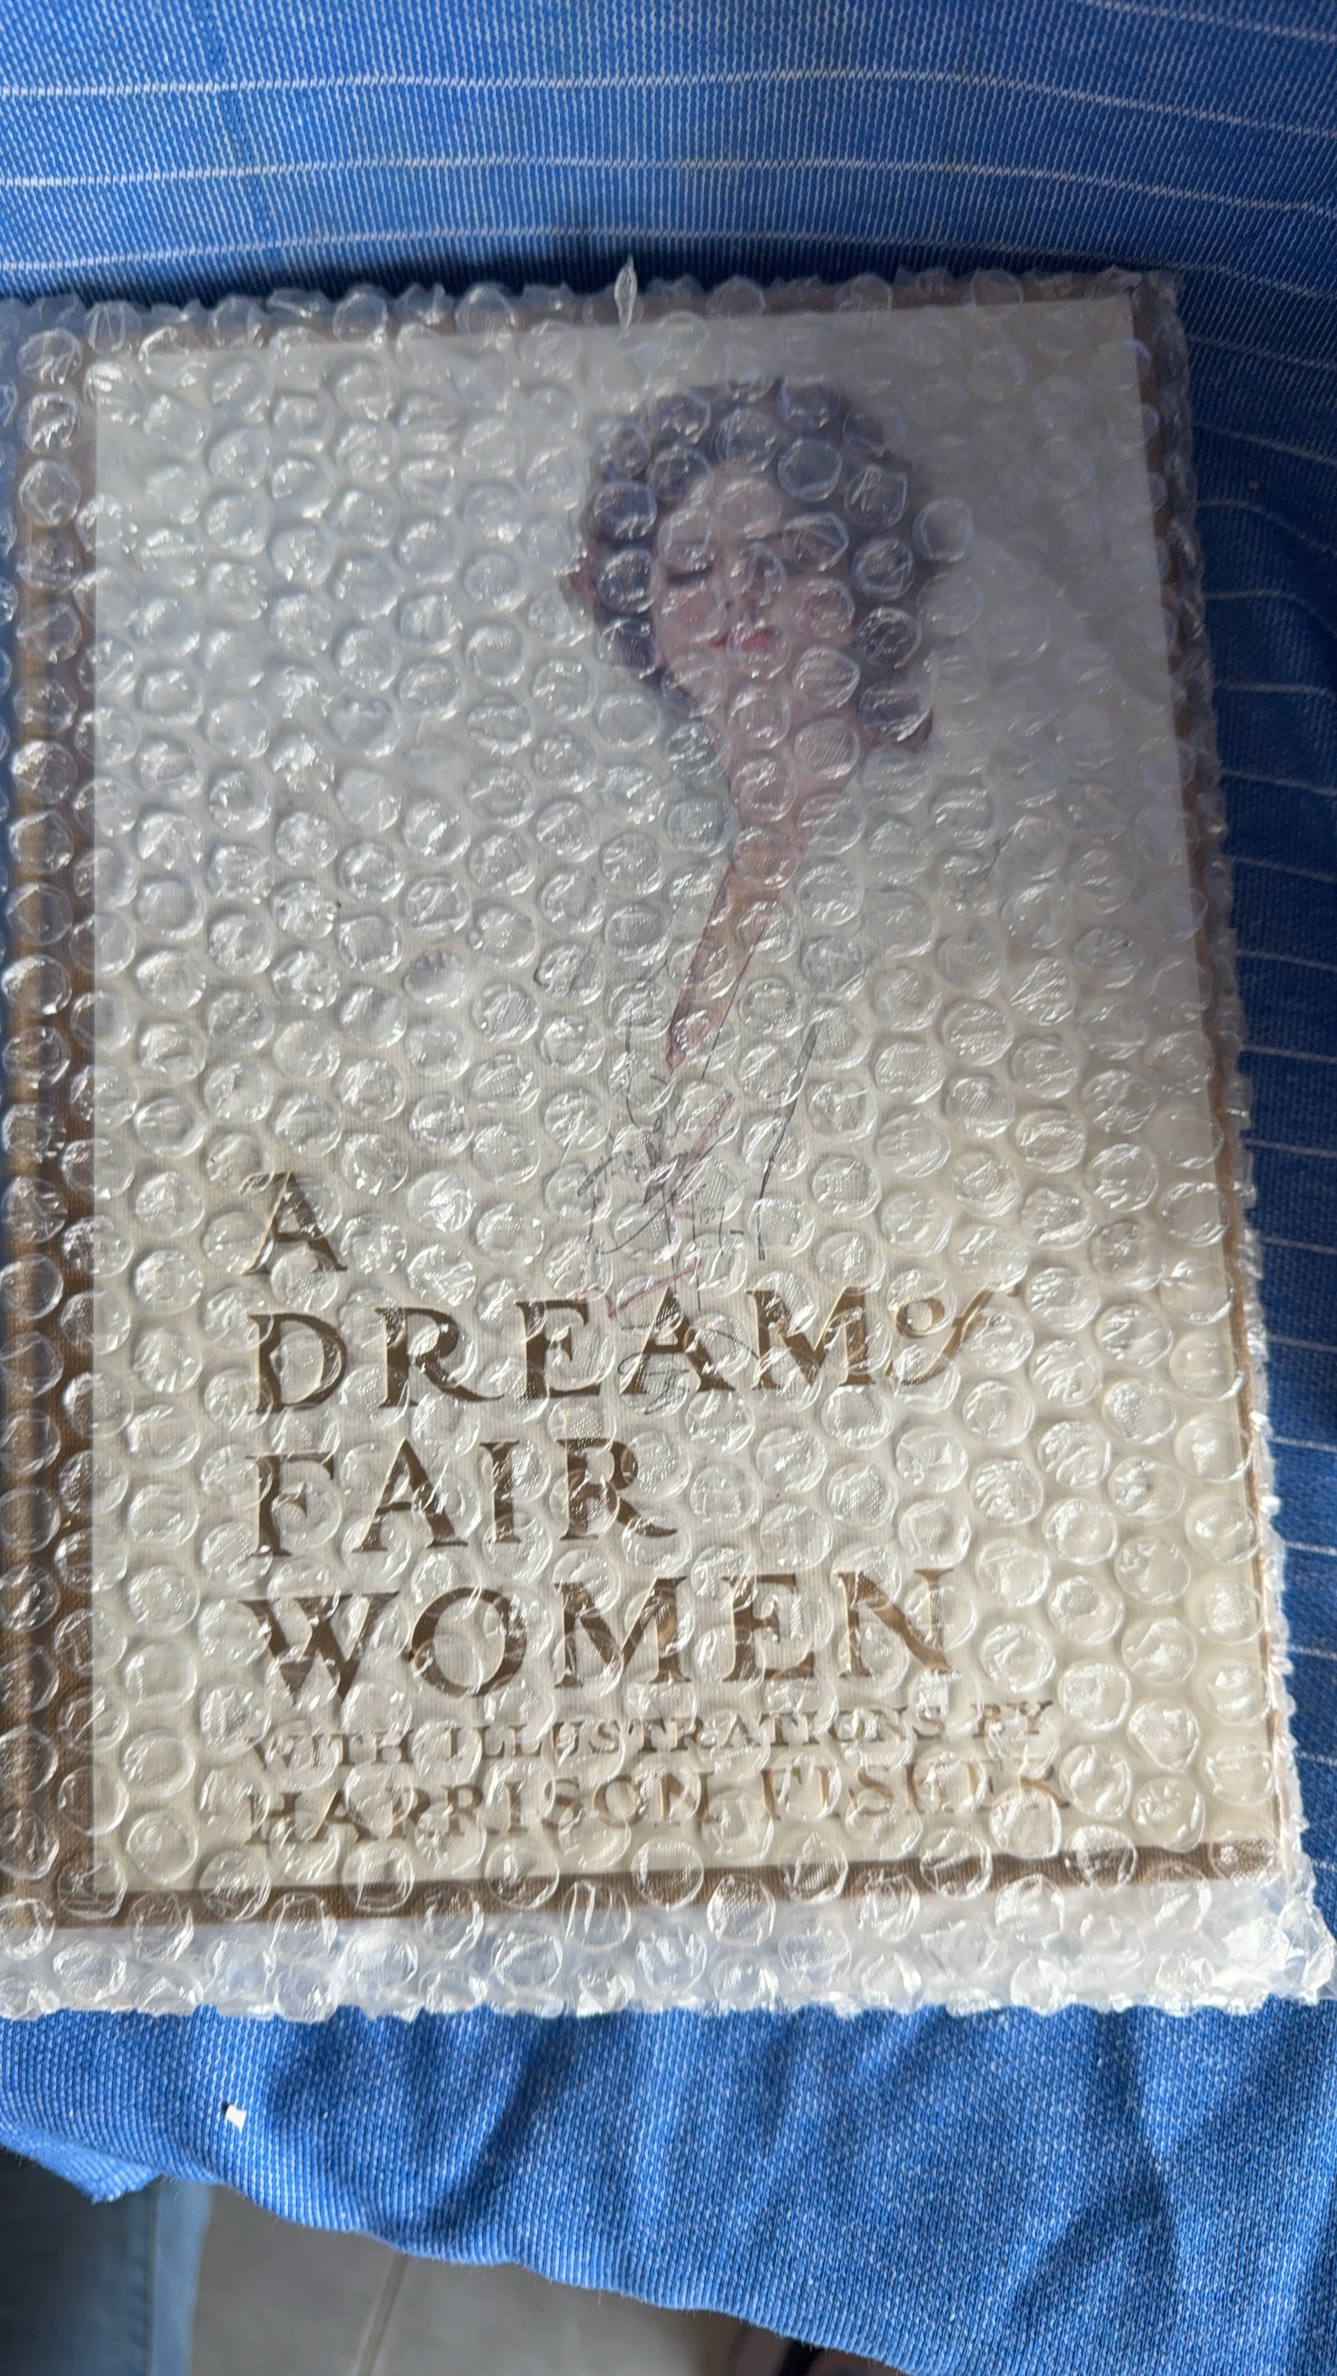 A
DREAM of
FAIR
WOMEN
WITH ILLUSTRATIONS BY
HARRISON FISHER